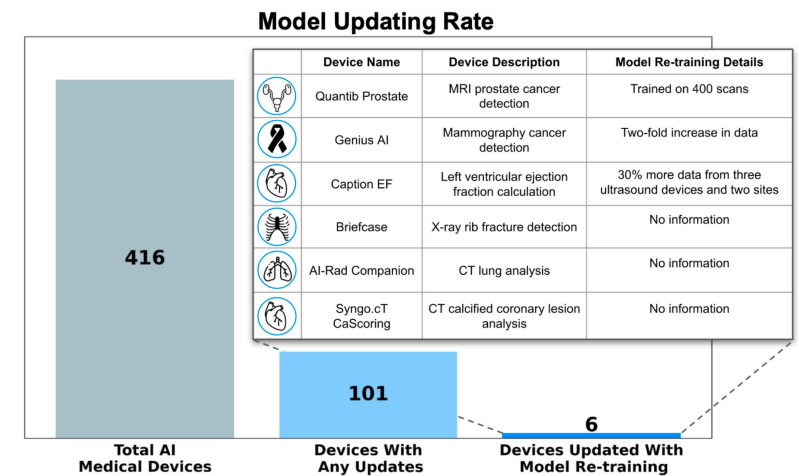 Model Updating Rate
Device Name Device Description Model Re-training Details
Quantib Prostate MRI prostate cancer detection Trained on 400 scans
Genius AI Mammography cancer detection Two-fold increase in data
Caption EF Left ventricular ejection fraction calculation 30% more data from three ultrasound devices and two sites
Briefcase X-ray rib fracture detection No information
AI-Rad Companion CT lung analysis No information
Syngo.cT CaScoring CT calcified coronary lesion analysis No information
416
101
6
Total AI
Medical Devices
Devices With
Any Updates
Devices Updated With
Model Re-training